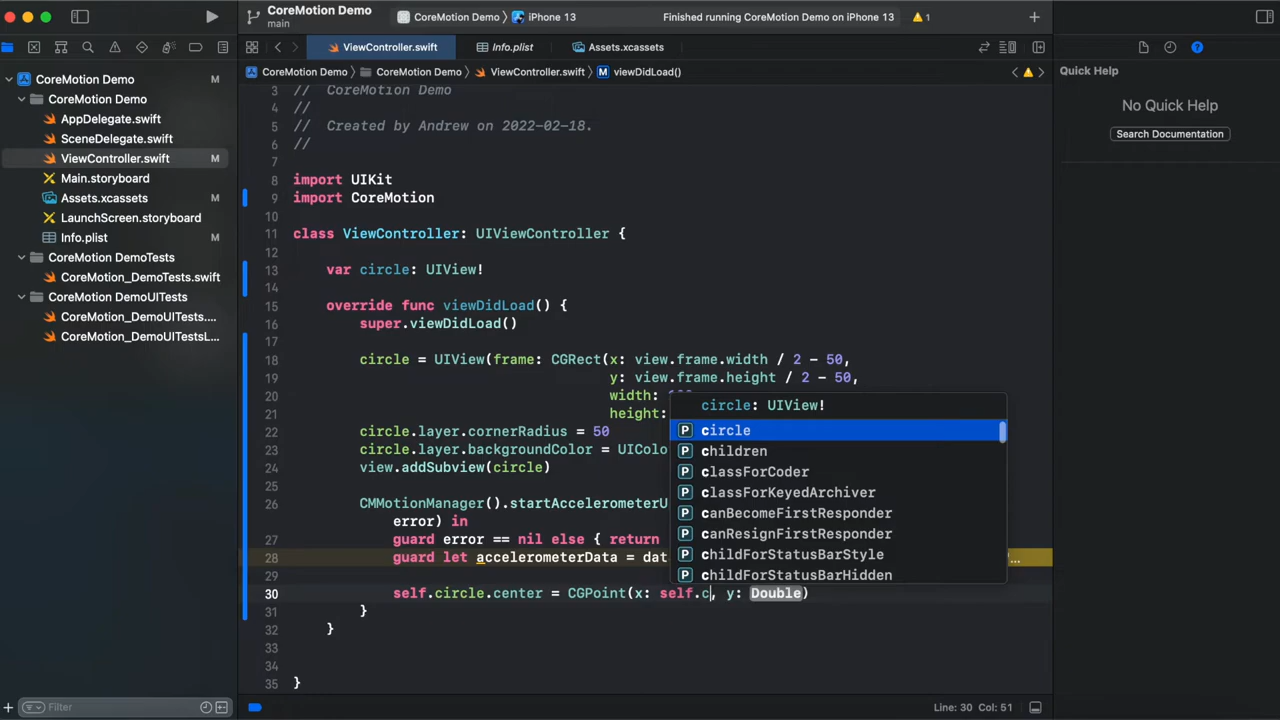 CoreMotion Demo
main
CoreMotion Demo
iPhone 13
Finished running CoreMotion Demo on iPhone 13
1
ViewController.swift
Info.plist
Assets.xcassets
CoreMotion Demo
CoreMotion Demo
ViewController.swift
M viewDidLoad()
CoreMotion Demo M
CoreMotion Demo
AppDelegate.swift
SceneDelegate.swift
ViewController.swift M
Main.storyboard
Assets.xcassets M
LaunchScreen.storyboard
Info.plist M
CoreMotion DemoTests
CoreMotion_DemoTests.swift
CoreMotion DemoUITests
CoreMotion_DemoUITests....
CoreMotion_DemoUITestsL...
Filter
3 // CoreMotion Demo
4 //
5 // Created by Andrew on 2022-02-18.
6 //
7
8 import UIKit
9 import CoreMotion
10
11 class ViewController: UIViewController {
12
13 var circle: UIView!
14
15 override func viewDidLoad() {
16 super.viewDidLoad()
17
18 circle = UIView(frame: CGRect(x: view.frame.width / 2 - 50,
19 y: view.frame.height / 2 - 50,
20 width:
21 height:
22 circle.layer.cornerRadius = 50
23 circle.layer.backgroundColor = UIColo
24 view.addSubview(circle)
25
26 CMMotionManager().startAccelerometerU
error) in
27 guard error == nil else { return
28 guard let accelerometerData = dat ...
29
30 self.circle.center = CGPoint(x: self.c, y: Double)
31 }
32 }
33
34
35 }
circle: UIView!
P circle
P children
P classForCoder
P classForKeyedArchiver
P canBecomeFirstResponder
P canResignFirstResponder
P childForStatusBarStyle
P childForStatusBarHidden
Line: 30 Col: 51
Quick Help
No Quick Help
Search Documentation